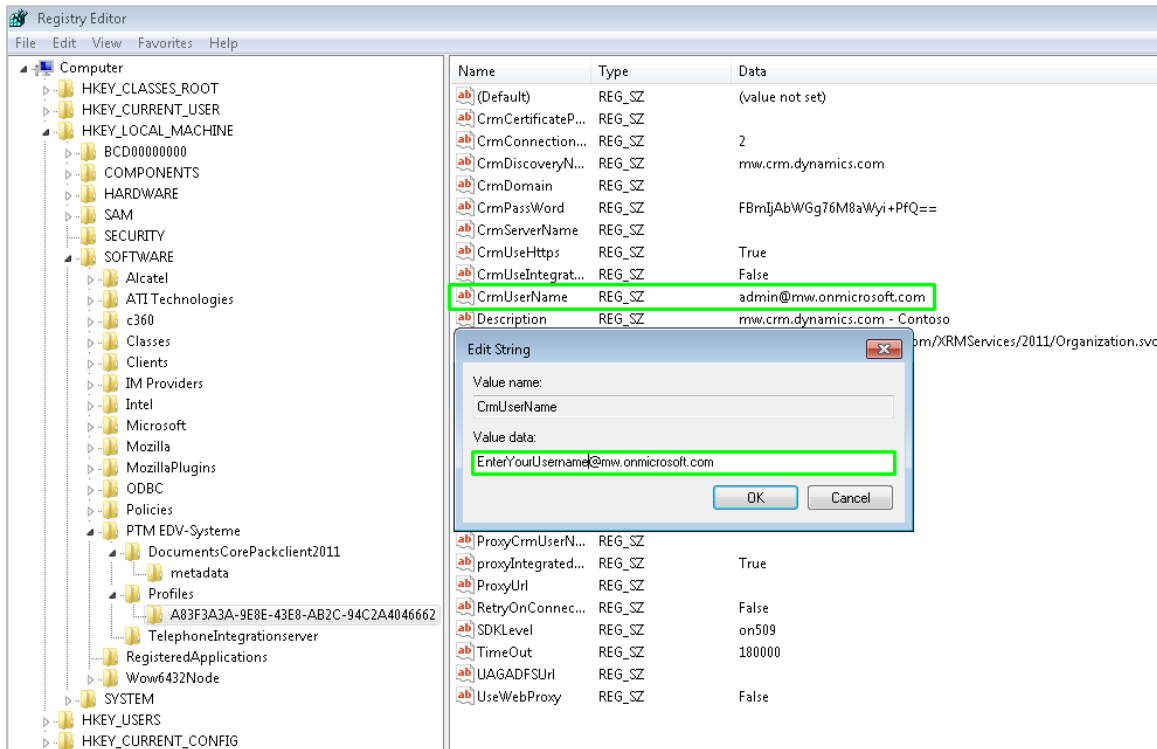 Registry Editor
File Edit View Favorites Help
Computer
HKEY_CLASSES_ROOT
HKEY_CURRENT_USER
HKEY_LOCAL_MACHINE
BCD00000000
COMPONENTS
HARDWARE
SAM
SECURITY
SOFTWARE
Alcatel
ATI Technologies
c360
Classes
Clients
IM Providers
Intel
Microsoft
Mozilla
MozillaPlugins
ODBC
Policies
PTM EDV-Systeme
DocumentsCorePackclient2011
metadata
Profiles
A83F3A3A-9E8E-43E8-AB2C-94C2A4046662
TelephoneIntegrationserver
RegisteredApplications
Wow6432Node
SYSTEM
HKEY_USERS
HKEY_CURRENT_CONFIG
Name Type Data
(Default) REG_SZ (value not set)
CrmCertificateP... REG_SZ
CrmConnection... REG_SZ 2
CrmDiscoveryN... REG_SZ mw.crm.dynamics.com
CrmDomain REG_SZ
CrmPassWord REG_SZ FBmIjAbWGg76M8aWyi+PfQ==
CrmServerName REG_SZ
CrmUseHttps REG_SZ True
CrmUseIntegrat... REG_SZ False
CrmUserName REG_SZ admin@mw.onmicrosoft.com
Description REG_SZ mw.crm.dynamics.com - Contoso
om/XRMServices/2011/Organization.svc
Edit String
Value name:
CrmUserName
Value data:
EnterYourUsername@mw.onmicrosoft.com
OK Cancel
ProxyCrmUserN... REG_SZ
proxyIntegrated... REG_SZ True
ProxyUrl REG_SZ
RetryOnConnec... REG_SZ False
SDKLevel REG_SZ on509
TimeOut REG_SZ 180000
UAGADFSUrl REG_SZ
UseWebProxy REG_SZ False